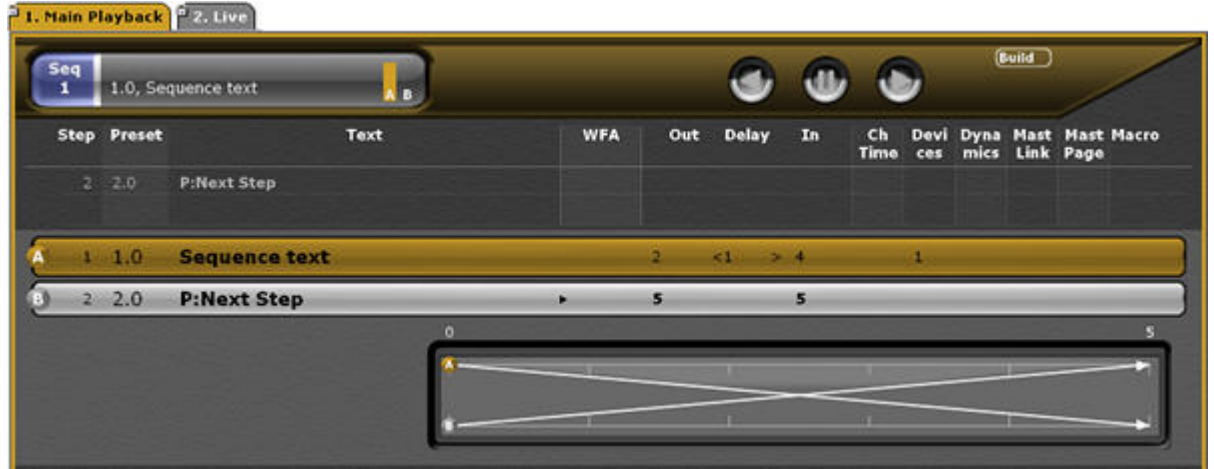 1. Main Playback 2. Live
Seq 1 1.0, Sequence text A B
Build
Step Preset Text WFA Out Delay In Ch Time Devi ces Dyna mics Mast Link Mast Page Macro
2 2.0 P:Next Step
A 1 1.0 Sequence text 2 <1 > 4 1
B 2 2.0 P:Next Step 5 5
0 5
A
B